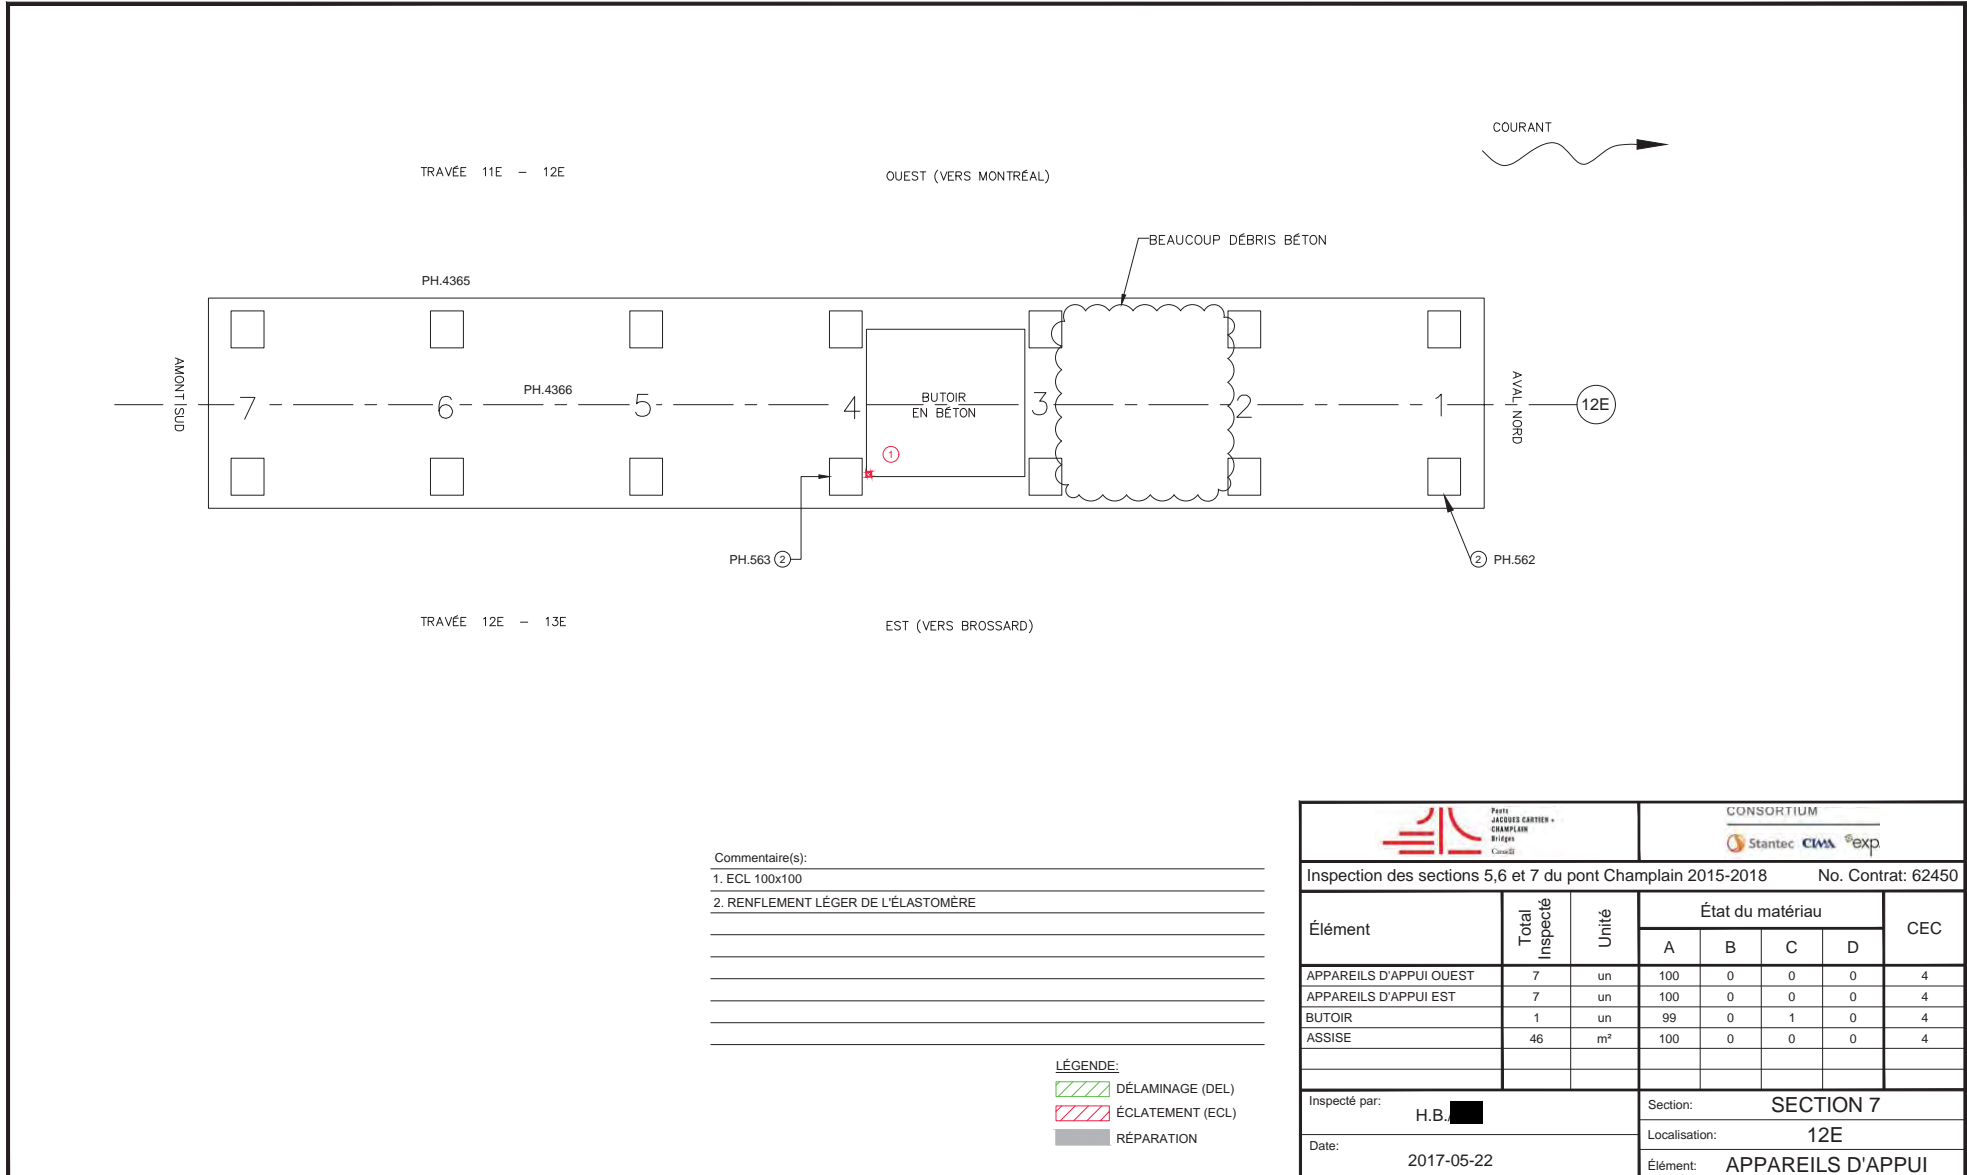 COURANT
TRAVÉE 11E – 12E
OUEST (VERS MONTRÉAL)
BEAUCOUP DÉBRIS BÉTON
PH.4365
AMONT SUD
7
6
PH.4366
5
4
BUTOIR
EN BÉTON
3
2
1
AVAL NORD
12E
1
PH.563 2
2 PH.562
TRAVÉE 12E – 13E
EST (VERS BROSSARD)
Commentaire(s):
1. ECL 100x100
2. RENFLEMENT LÉGER DE L'ÉLASTOMÈRE
LÉGENDE:
DÉLAMINAGE (DEL)
ÉCLATEMENT (ECL)
RÉPARATION
Ponts
JACQUES CARTIER +
CHAMPLAIN
Bridges
Canada
CONSORTIUM
Stantec CIMA exp
Inspection des sections 5,6 et 7 du pont Champlain 2015-2018 No. Contrat: 62450
Élément Total Inspecté Unité État du matériau CEC
A B C D
APPAREILS D'APPUI OUEST 7 un 100 0 0 0 4
APPAREILS D'APPUI EST 7 un 100 0 0 0 4
BUTOIR 1 un 99 0 1 0 4
ASSISE 46 m² 100 0 0 0 4
Inspecté par: H.B.
Section: SECTION 7
Localisation: 12E
Date: 2017-05-22
Élément: APPAREILS D'APPUI